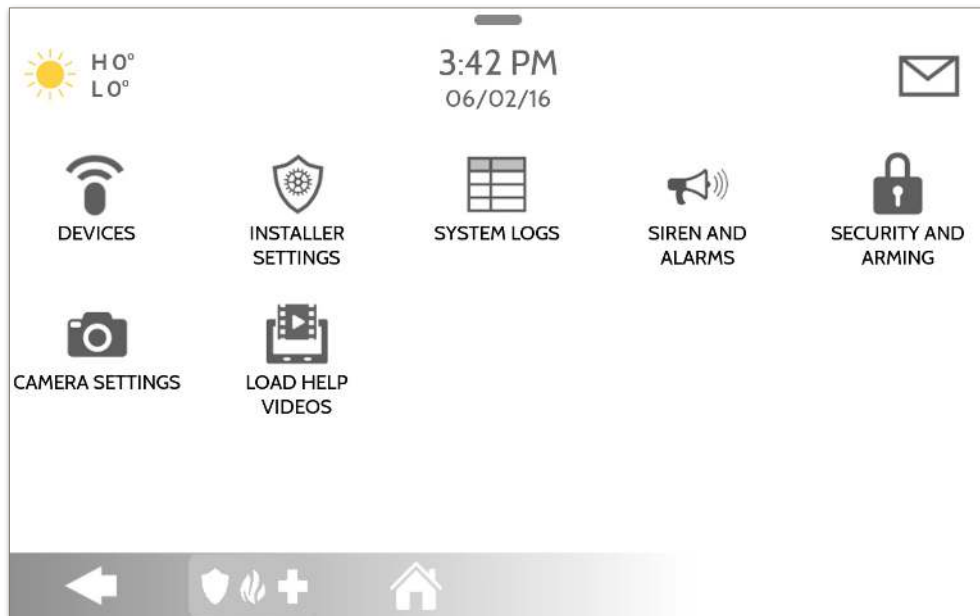 H 0°
L 0°
3:42 PM
06/02/16
DEVICES
INSTALLER
SETTINGS
SYSTEM LOGS
SIREN AND
ALARMS
SECURITY AND
ARMING
CAMERA SETTINGS
LOAD HELP
VIDEOS